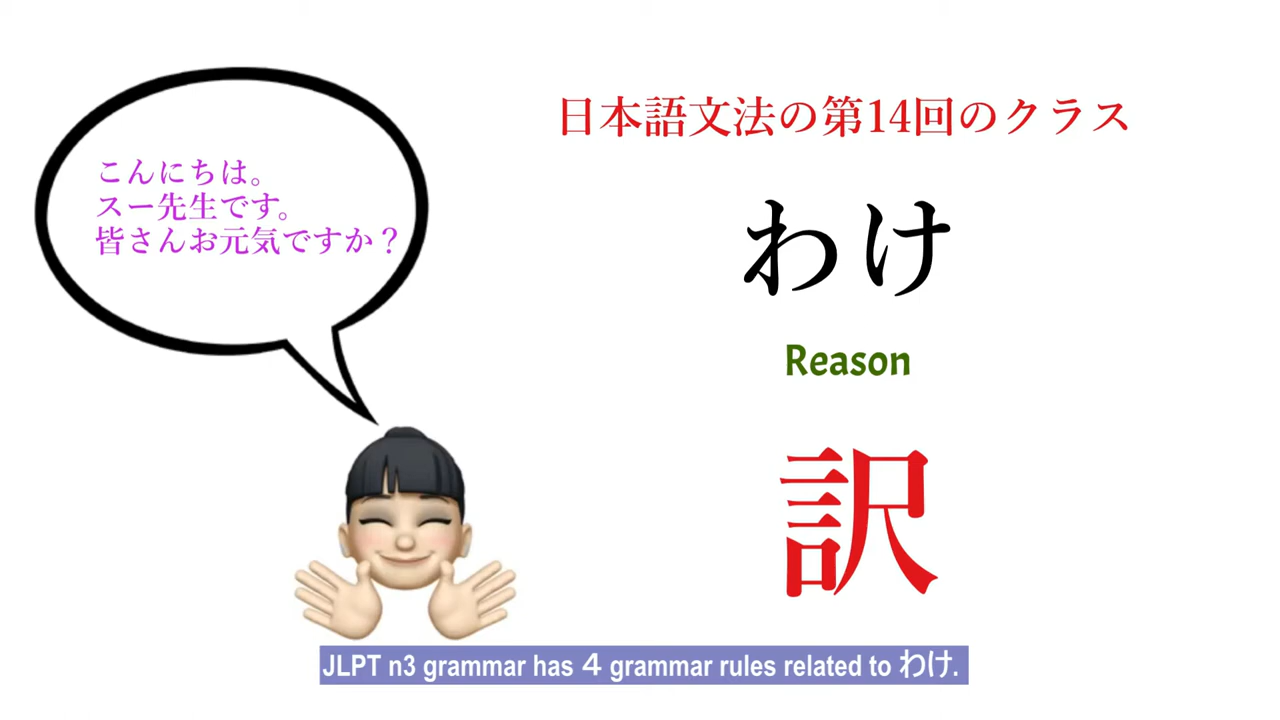 こんにちは。
スー先生です。
皆さんお元気ですか？
日本語文法の第14回のクラス
わけ
Reason
訳
JLPT n3 grammar has 4 grammar rules related to わけ.